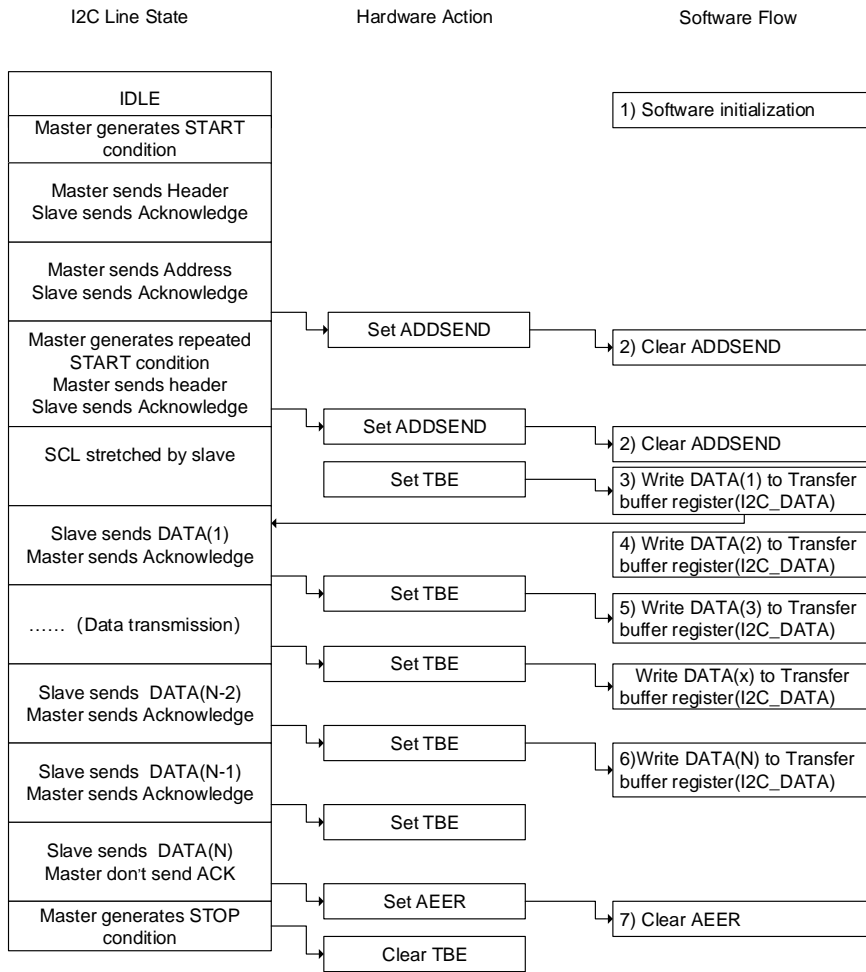 I2C Line State
Hardware Action
Software Flow
IDLE
1) Software initialization
Master generates START
condition
Master sends Header
Slave sends Acknowledge
Master sends Address
Slave sends Acknowledge
Set ADDSEND
2) Clear ADDSEND
Master generates repeated
START condition
Master sends header
Slave sends Acknowledge
Set ADDSEND
2) Clear ADDSEND
SCL stretched by slave
Set TBE
3) Write DATA(1) to Transfer
buffer register(I2C_DATA)
Slave sends DATA(1)
Master sends Acknowledge
4) Write DATA(2) to Transfer
buffer register(I2C_DATA)
Set TBE
5) Write DATA(3) to Transfer
buffer register(I2C_DATA)
…… (Data transmission)
Set TBE
Write DATA(x) to Transfer
buffer register(I2C_DATA)
Slave sends DATA(N-2)
Master sends Acknowledge
Set TBE
6)Write DATA(N) to Transfer
buffer register(I2C_DATA)
Slave sends DATA(N-1)
Master sends Acknowledge
Set TBE
Slave sends DATA(N)
Master don't send ACK
Set AEER
7) Clear AEER
Master generates STOP
condition
Clear TBE